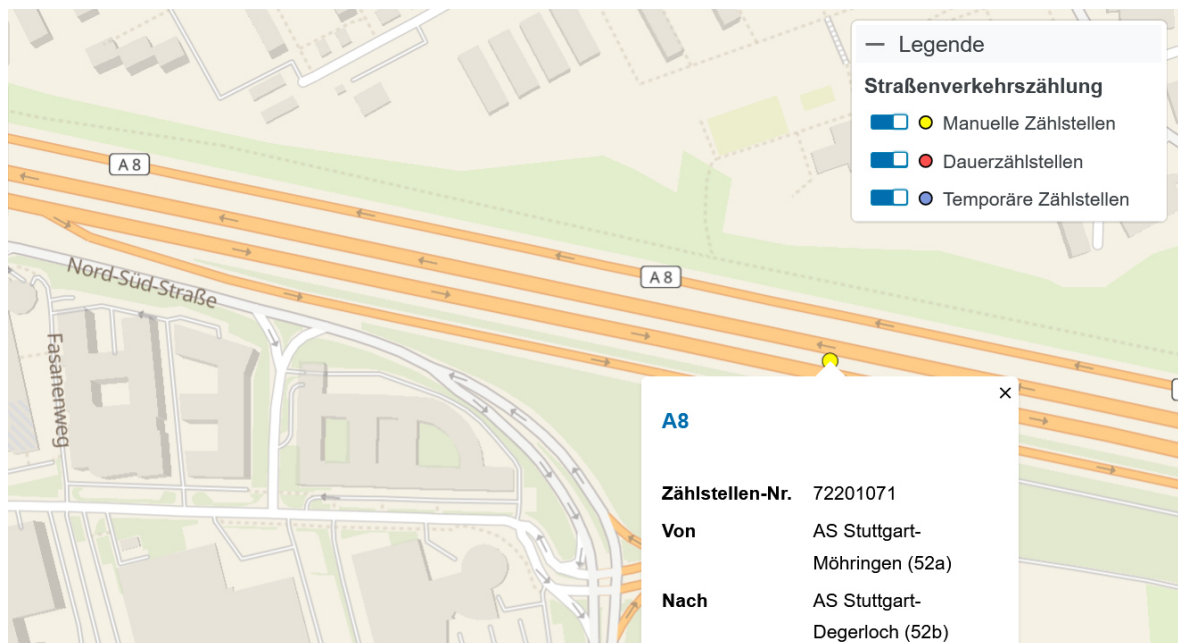 — Legende
Straßenverkehrszählung
Manuelle Zählstellen
Dauerzählstellen
Temporäre Zählstellen
A 8
A 8
Nord-Süd-Straße
Fasanenweg
×
A8
Zählstellen-Nr. 72201071
Von AS Stuttgart-
Möhringen (52a)
Nach AS Stuttgart-
Degerloch (52b)